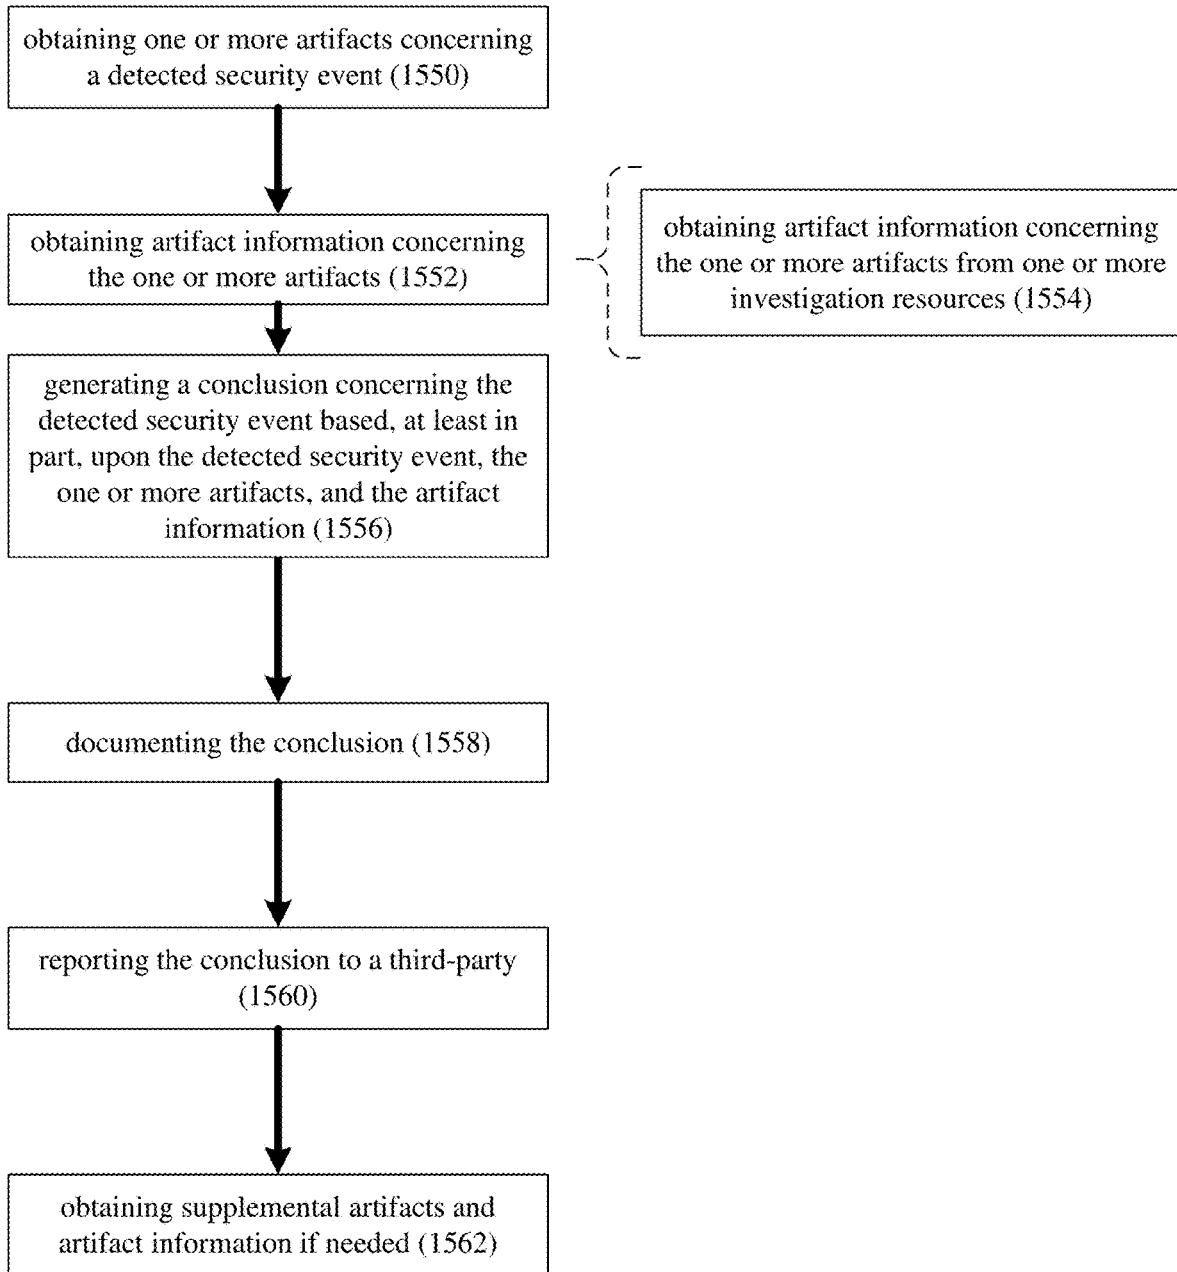 obtaining one or more artifacts concerning
a detected security event (1550)
obtaining artifact information concerning
the one or more artifacts (1552)
obtaining artifact information concerning
the one or more artifacts from one or more
investigation resources (1554)
generating a conclusion concerning the
detected security event based, at least in
part, upon the detected security event, the
one or more artifacts, and the artifact
information (1556)
documenting the conclusion (1558)
reporting the conclusion to a third-party
(1560)
obtaining supplemental artifacts and
artifact information if needed (1562)